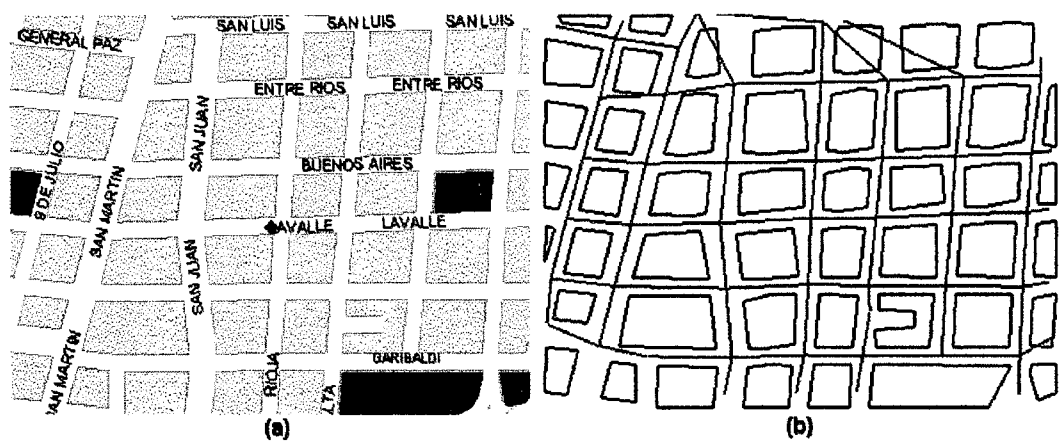 SAN LUIS SAN LUIS SAN LUIS
GENERAL PAZ
ENTRE RIOS ENTRE RIOS
SAN JUAN
BUENOS AIRES
9 DE JULIO
SAN MARTIN
LAVALLE LAVALLE
SAN JUAN
GARIBALDI
SAN MARTIN
RIOJA
LTA
(a) (b)